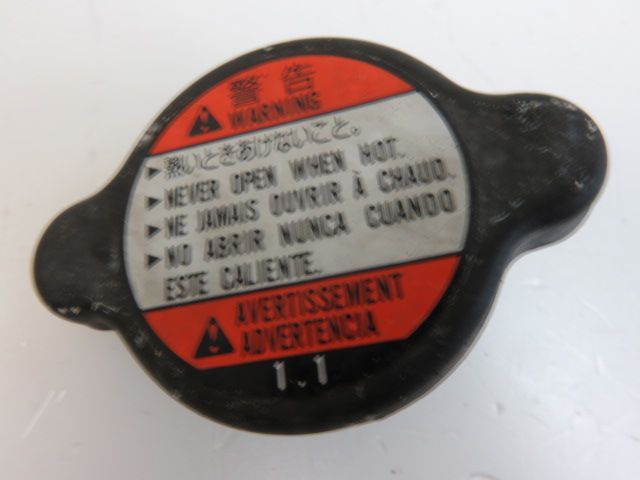 警告
WARNING
▶熱いときあけないこと。
▶NEVER OPEN WHEN HOT.
▶NE JAMAIS OUVRIR À CHAUD.
▶NO ABRIR NUNCA CUANDO
ESTE CALIENTE.
AVERTISSEMENT
ADVERTENCIA
1.1